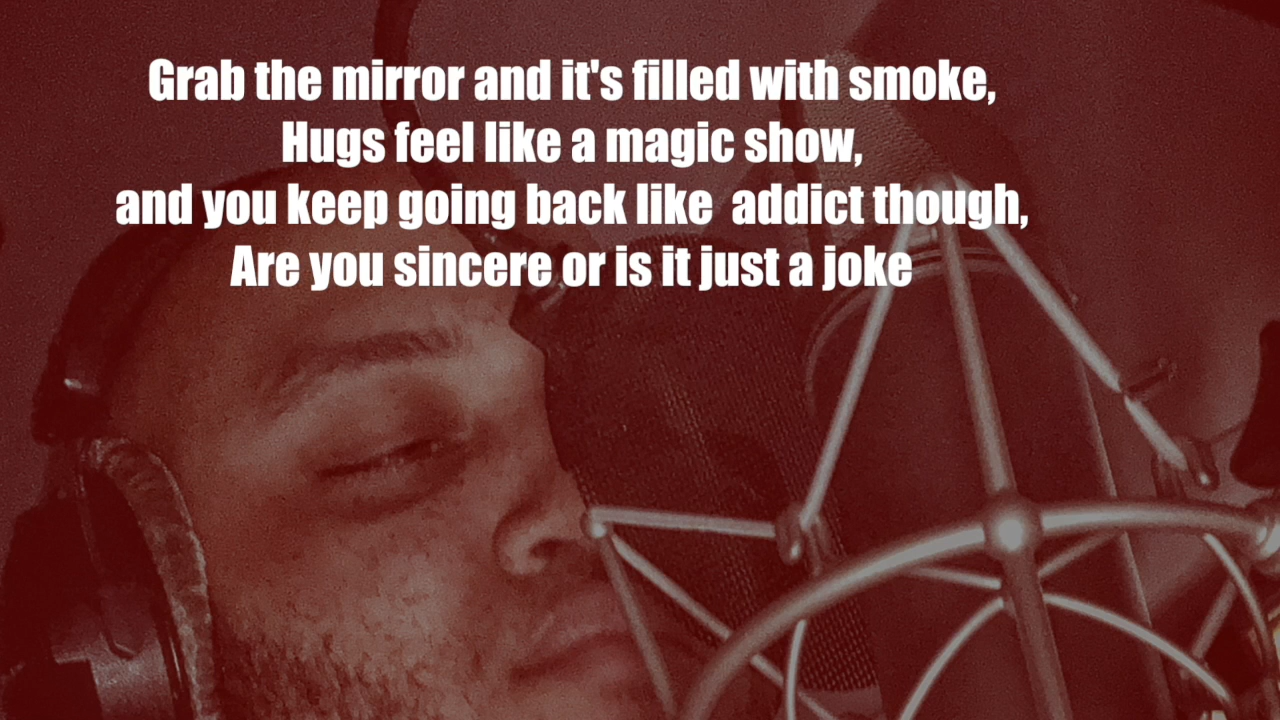 Grab the mirror and it's filled with smoke,
Hugs feel like a magic show,
and you keep going back like  addict though,
Are you sincere or is it just a joke